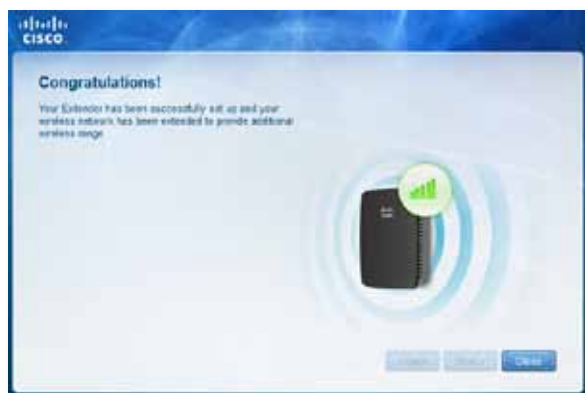 CISCO
Congratulations!
Your Extender has been successfully set up and your
wireless network has been extended to provide additional
wireless range
Close